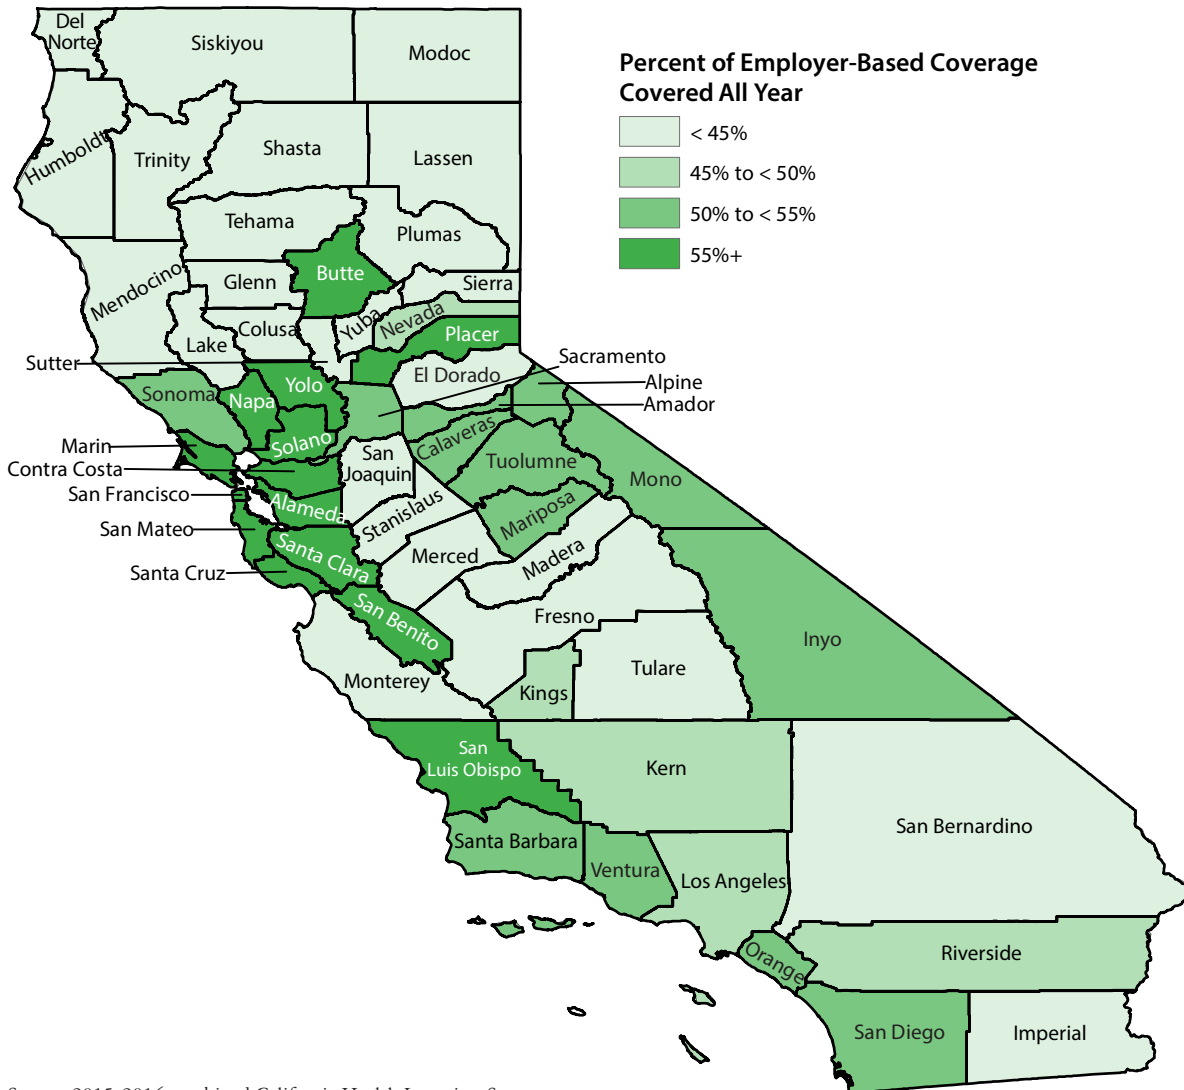 Percent of Employer-Based Coverage
Covered All Year
< 45%
45% to < 50%
50% to < 55%
55%+
Del
Norte
Siskiyou
Modoc
Humboldt
Trinity
Shasta
Lassen
Tehama
Plumas
Mendocino
Glenn
Butte
Sierra
Lake
Colusa
Yuba
Nevada
Placer
Sutter
El Dorado
Sacramento
Alpine
Amador
Sonoma
Napa
Yolo
Solano
Marin
Contra Costa
San Francisco
Alameda
San Mateo
Santa Clara
Santa Cruz
San
Joaquin
Calaveras
Tuolumne
Mono
Stanislaus
Mariposa
Merced
Madera
San Benito
Fresno
Inyo
Monterey
Kings
Tulare
San
Luis Obispo
Kern
San Bernardino
Santa Barbara
Ventura
Los Angeles
Orange
Riverside
San Diego
Imperial